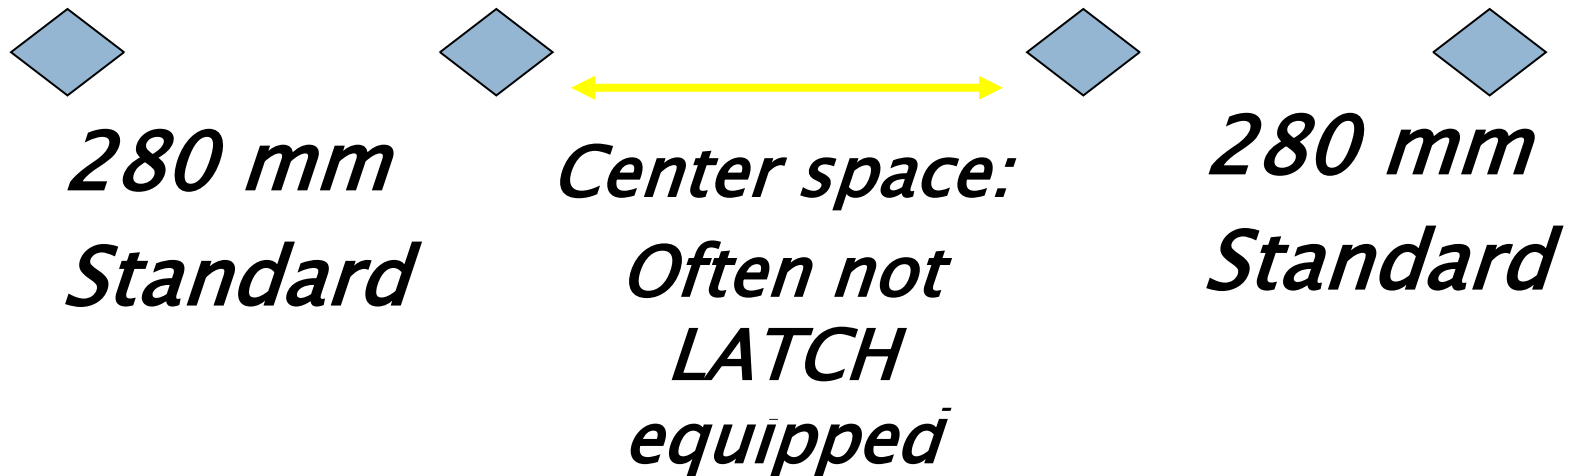 280 mm
Standard
Center space:
Often not
LATCH
equipped
280 mm
Standard